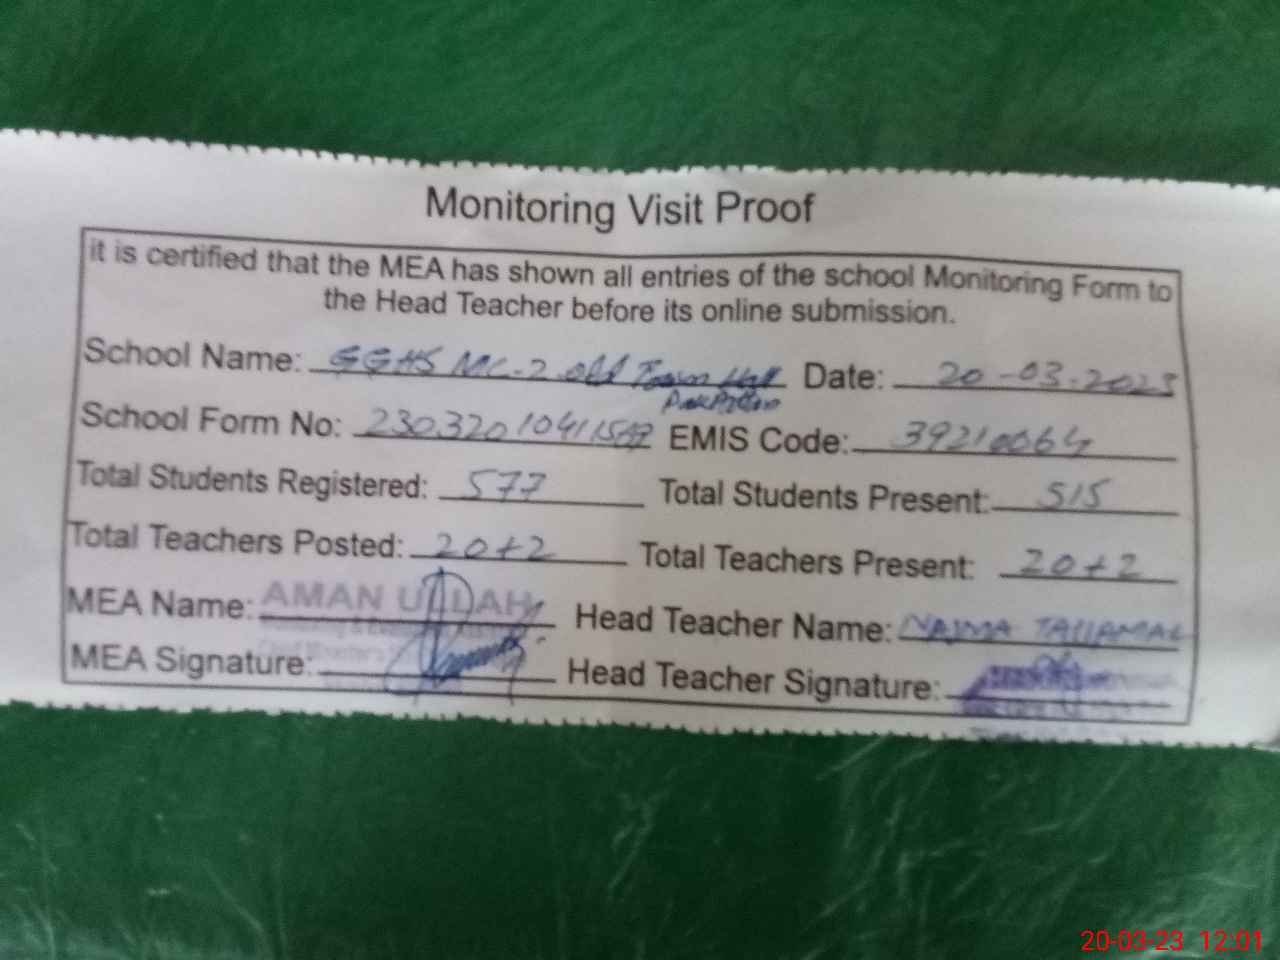 Monitoring Visit Proof
it is certified that the MEA has shown all entries of the school Monitoring Form to
the Head Teacher before its online submission.
School Name: GGHS MC-2 old Town Hall Date: 20-03-2023
PakPattan
School Form No: EMIS Code: 39210064
Total Students Registered: 577 Total Students Present: 515
Total Teachers Posted: 20+2 Total Teachers Present: 20+2
MEA Name: AMAN ULLAH Head Teacher Name: NAJMA
MEA Signature: Head Teacher Signature:
20-03-23 12:01